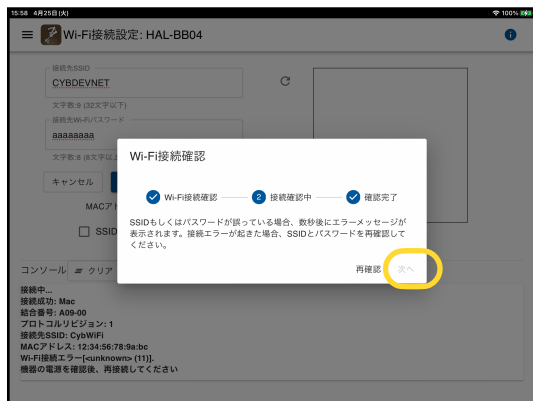 15:58 4月25日(火)
100%
Wi-Fi接続設定: HAL-BB04
接続先SSID
CYBDEVNET
文字数:9 (32文字以下)
接続先Wi-Fiパスワード
aaaaaaaa
文字数:8 (8文字以上
キャンセル
MACア
SSID
Wi-Fi接続確認
Wi-Fi接続確認 2 接続確認中 確認完了
SSIDもしくはパスワードが誤っている場合、数秒後にエラーメッセージが
表示されます。接続エラーが起きた場合、SSIDとパスワードを再確認して
ください。
再確認 次へ
コンソール クリア
接続中...
接続成功: Mac
結合番号: A09-00
プロトコルリビジョン: 1
接続先SSID: CybWiFi
MACアドレス: 12:34:56:78:9a:bc
Wi-Fi接続エラー[<unknown> (11)].
機器の電源を確認後、再接続してください